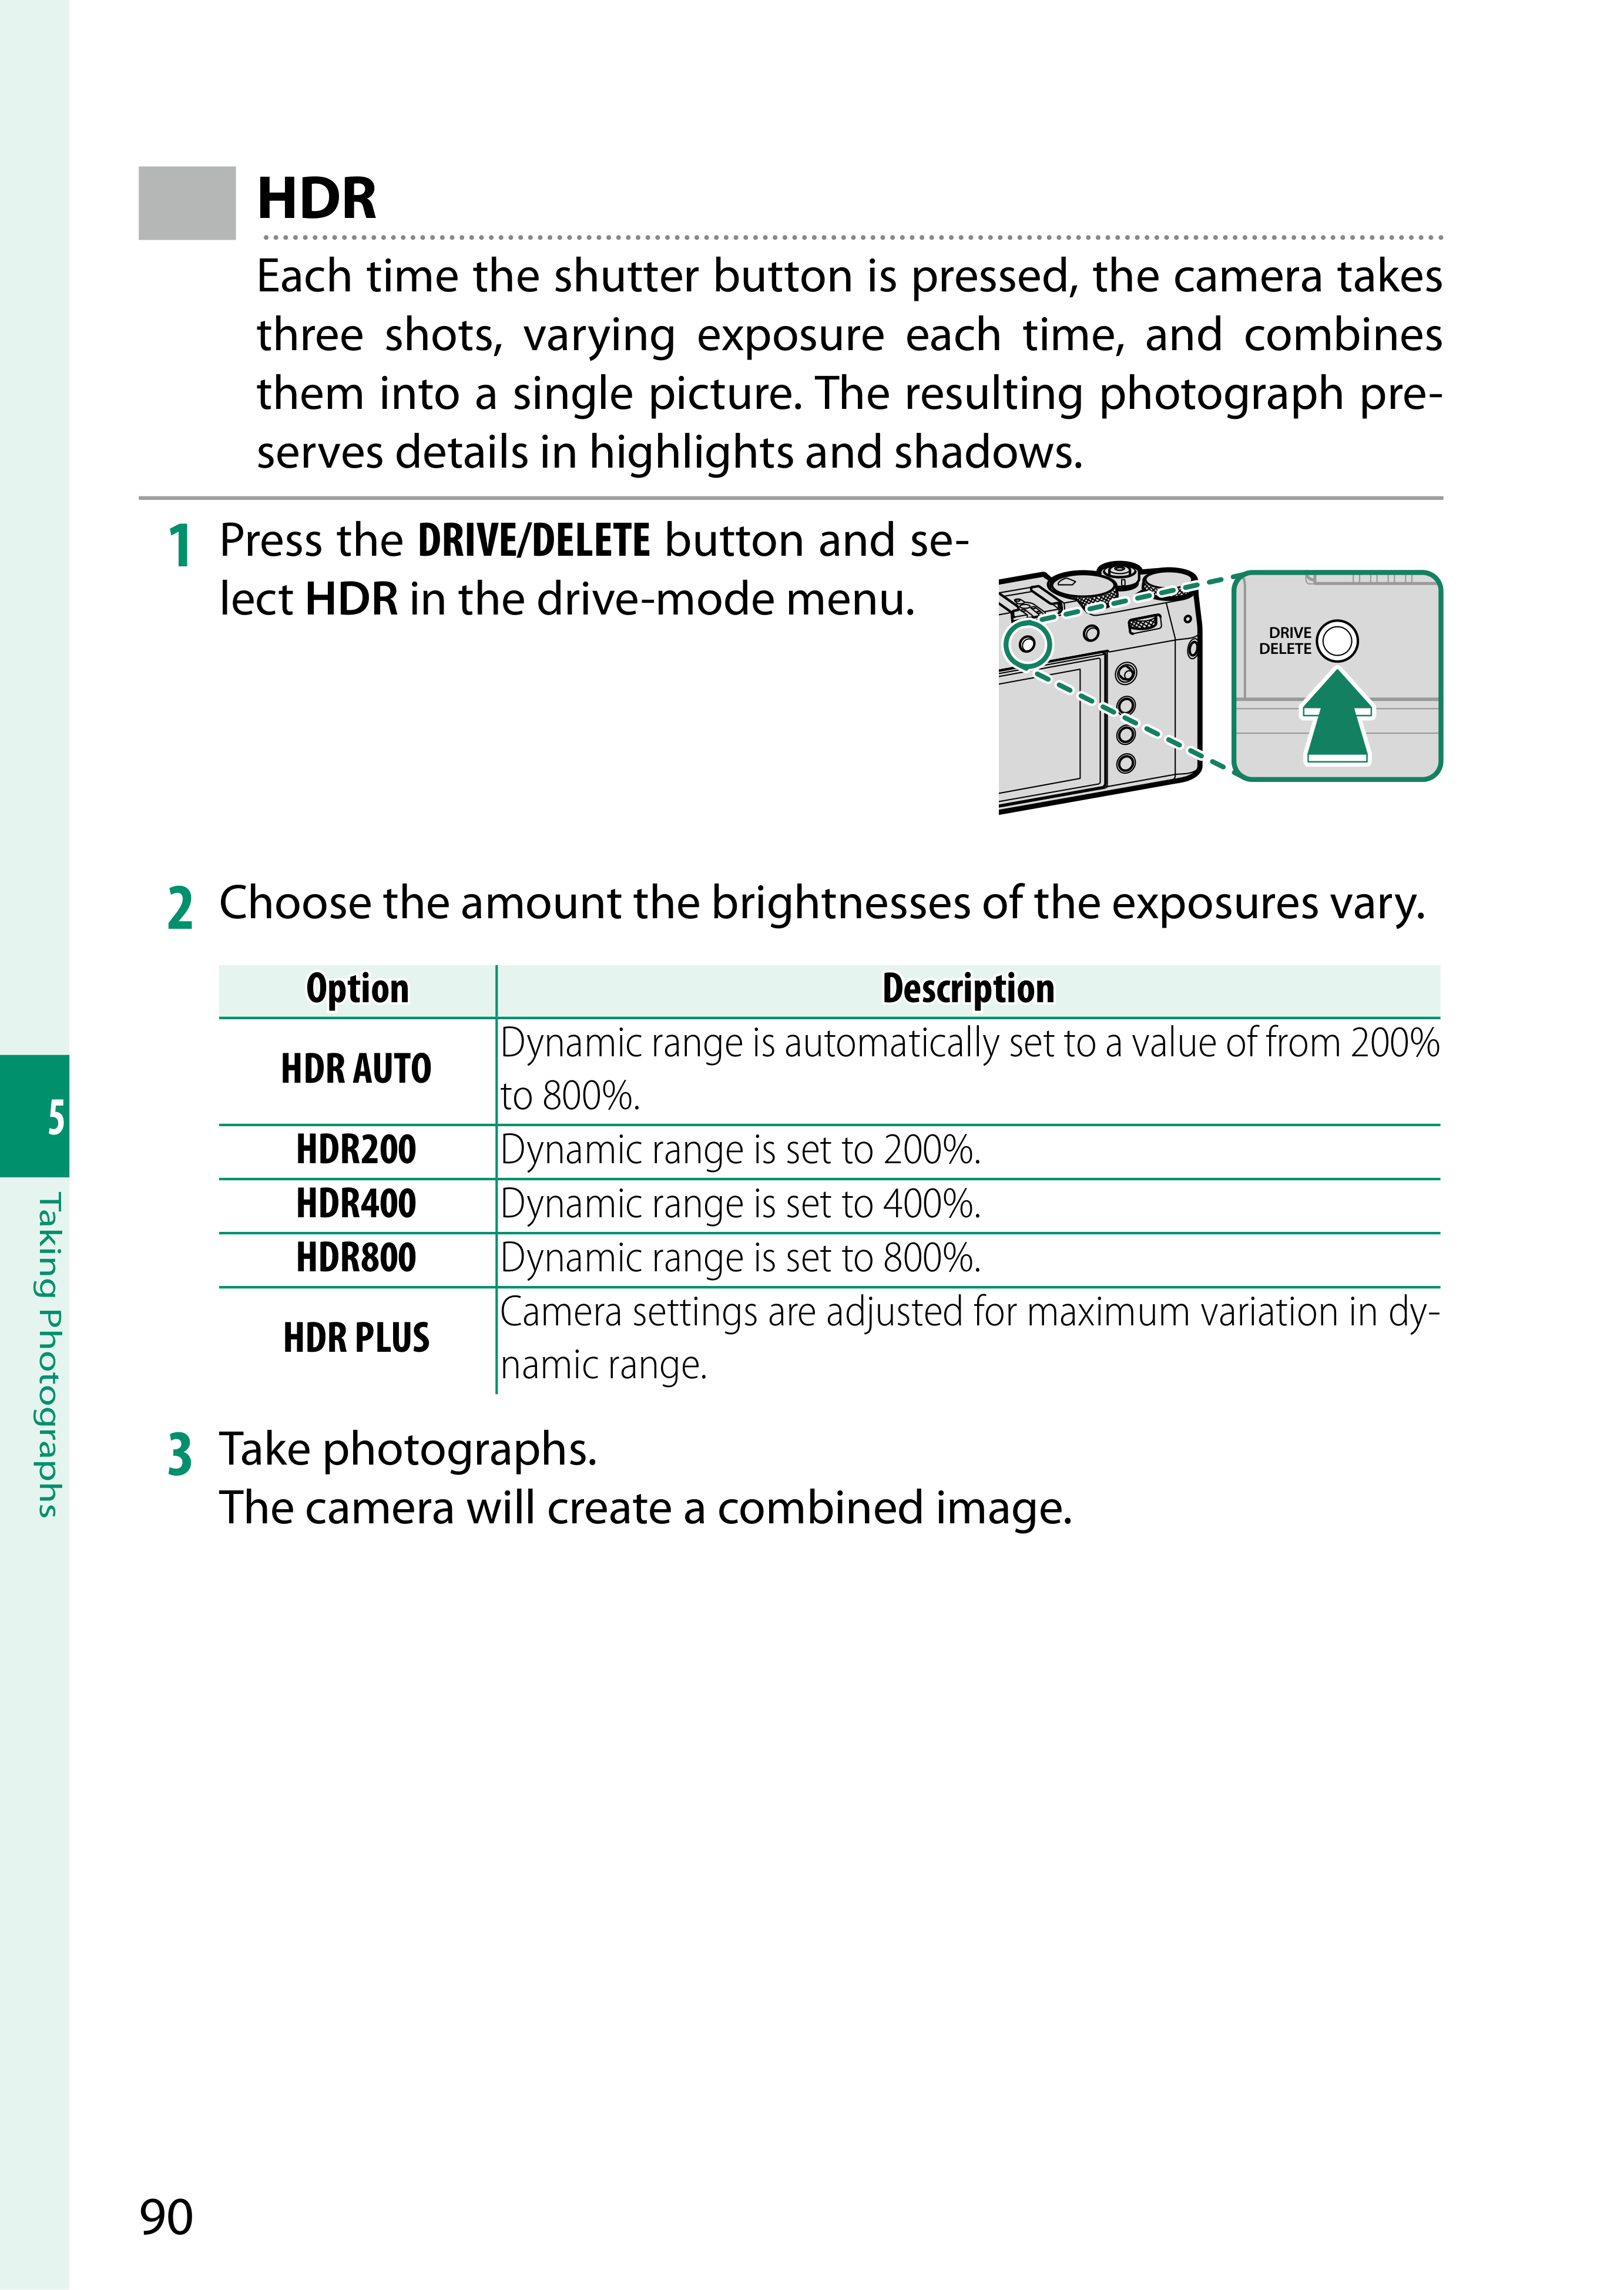 HDR
Each time the shutter button is pressed, the camera takes
three shots, varying exposure each time, and combines
them into a single picture. The resulting photograph pre-
serves details in highlights and shadows.
1 Press the DRIVE/DELETE button and se-
lect HDR in the drive-mode menu.
DRIVE
DELETE
2 Choose the amount the brightnesses of the exposures vary.
Option Description
HDR AUTO Dynamic range is automatically set to a value of from 200%
to 800%.
HDR200 Dynamic range is set to 200%.
HDR400 Dynamic range is set to 400%.
HDR800 Dynamic range is set to 800%.
HDR PLUS Camera settings are adjusted for maximum variation in dy-
namic range.
3 Take photographs.
The camera will create a combined image.
5
Taking Photographs
90